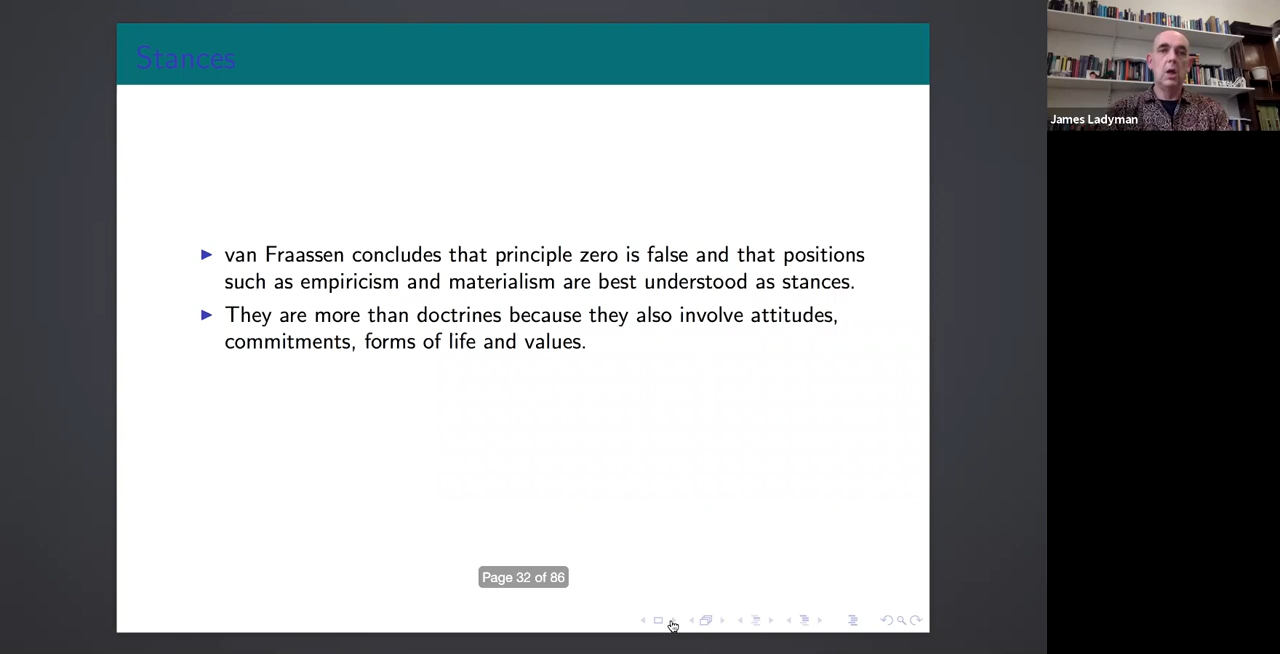 Stances
van Fraassen concludes that principle zero is false and that positions
such as empiricism and materialism are best understood as stances.
They are more than doctrines because they also involve attitudes,
commitments, forms of life and values.
Page 32 of 86
James Ladyman